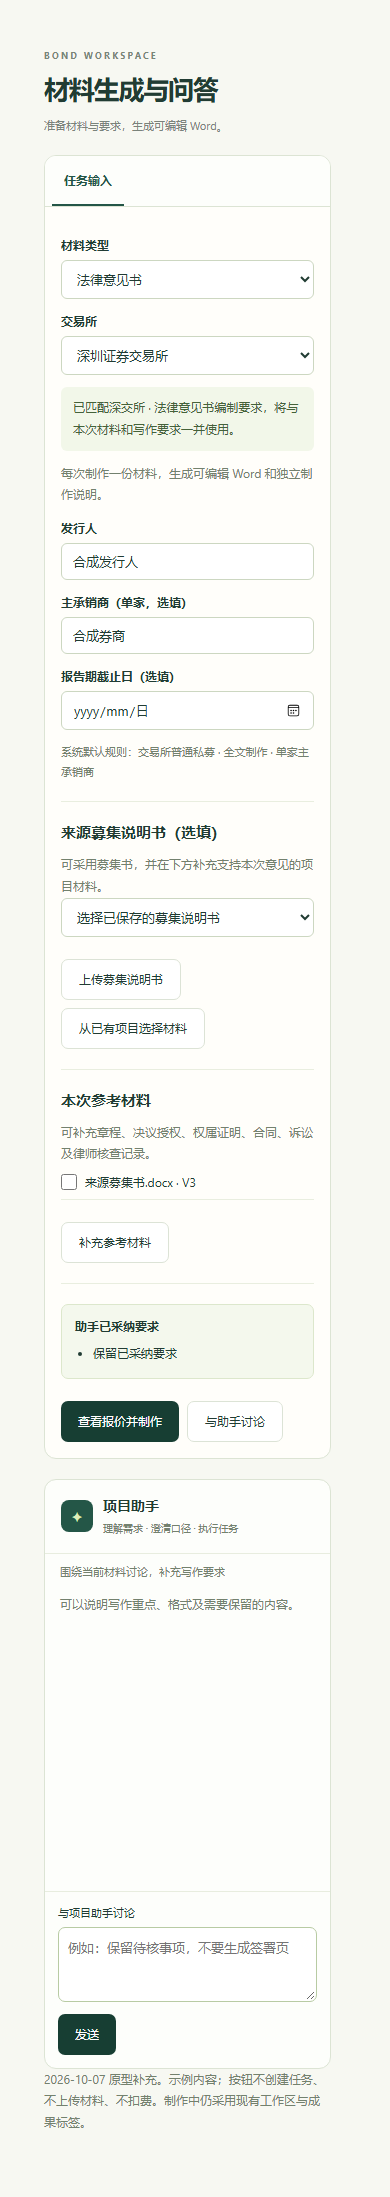 BOND WORKSPACE
材料生成与问答
准备材料与要求，生成可编辑 Word。
任务输入
材料类型
法律意见书
交易所
深圳证券交易所
已匹配深交所 · 法律意见书编制要求，将与
本次材料和写作要求一并使用。
每次制作一份材料，生成可编辑 Word 和独立制
作说明。
发行人
合成发行人
主承销商（单家，选填）
合成券商
报告期截止日（选填）
yyyy/mm/日
系统默认规则：交易所普通私募 · 全文制作 · 单家主
承销商
来源募集说明书（选填）
可采用募集书，并在下方补充支持本次意见的项
目材料。
选择已保存的募集说明书
上传募集说明书
从已有项目选择材料
本次参考材料
可补充章程、决议授权、权属证明、合同、诉讼
及律师核查记录。
来源募集书.docx · V3
补充参考材料
助手已采纳要求
• 保留已采纳要求
查看报价并制作
与助手讨论
项目助手
理解需求 · 澄清口径 · 执行任务
围绕当前材料讨论，补充写作要求
可以说明写作重点、格式及需要保留的内容。
与项目助手讨论
例如：保留待核事项，不要生成签署页
发送
2026-10-07 原型补充。示例内容；按钮不创建任务、
不上传材料、不扣费。制作中仍采用现有工作区与成
果标签。